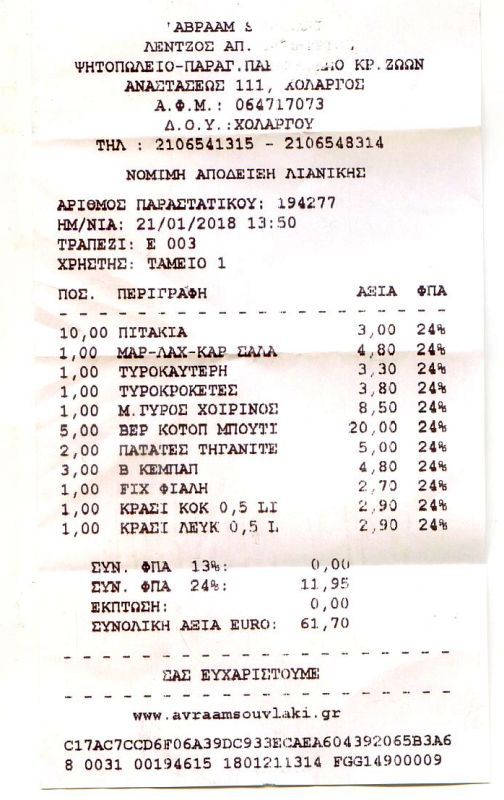 ΑΒΡΑΑΜ
ΛΕΝΤΖΟΣ ΑΠ.
ΨΗΤΟΠΩΛΕΙΟ-ΠΑΡΑΓ. ΚΡ.ΖΩΩΝ
ΑΝΑΣΤΑΣΕΩΣ 111, ΧΟΛΑΡΓΟΣ
Α.Φ.Μ.: 064717073
Δ.Ο.Υ.:ΧΟΛΑΡΓΟΥ
ΤΗΛ : 2106541315 - 2106548314
ΝΟΜΙΜΗ ΑΠΟΔΕΙΞΗ ΛΙΑΝΙΚΗΣ
ΑΡΙΘΜΟΣ ΠΑΡΑΣΤΑΤΙΚΟΥ: 194277
ΗΜ/ΝΙΑ: 21/01/2018 13:50
ΤΡΑΠΕΖΙ: Ε 003
ΧΡΗΣΤΗΣ: ΤΑΜΕΙΟ 1
ΠΟΣ. ΠΕΡΙΓΡΑΦΗ ΑΞΙΑ ΦΠΑ
10,00 ΠΙΤΑΚΙΑ 3,00 24%
1,00 ΜΑΡ-ΛΑΧ-ΚΑΡ ΣΑΛΑ 4,80 24%
1,00 ΤΥΡΟΚΑΥΤΕΡΗ 3,30 24%
1,00 ΤΥΡΟΚΡΟΚΕΤΕΣ 3,80 24%
1,00 Μ.ΓΥΡΟΣ ΧΟΙΡΙΝΟΣ 8,50 24%
5,00 ΒΕΡ ΚΟΤΟΠ ΜΠΟΥΤΙ 20,00 24%
2,00 ΠΑΤΑΤΕΣ ΤΗΓΑΝΙΤΕ 5,00 24%
3,00 Β ΚΕΜΠΑΠ 4,80 24%
1,00 FIX ΦΙΑΛΗ 2,70 24%
1,00 ΚΡΑΣΙ ΚΟΚ 0,5 LI 2,90 24%
1,00 ΚΡΑΣΙ ΛΕΥΚ 0,5 L 2,90 24%
ΣΥΝ. ΦΠΑ 13%: 0,00
ΣΥΝ. ΦΠΑ 24%: 11,95
ΕΚΠΤΩΣΗ: 0,00
ΣΥΝΟΛΙΚΗ ΑΞΙΑ EURO: 61,70
ΣΑΣ ΕΥΧΑΡΙΣΤΟΥΜΕ
www.avraamsouvlaki.gr
C17AC7CCD6F06A39DC933ECAEA604392065B3A6
8 0031 00194615 1801211314 FGG14900009